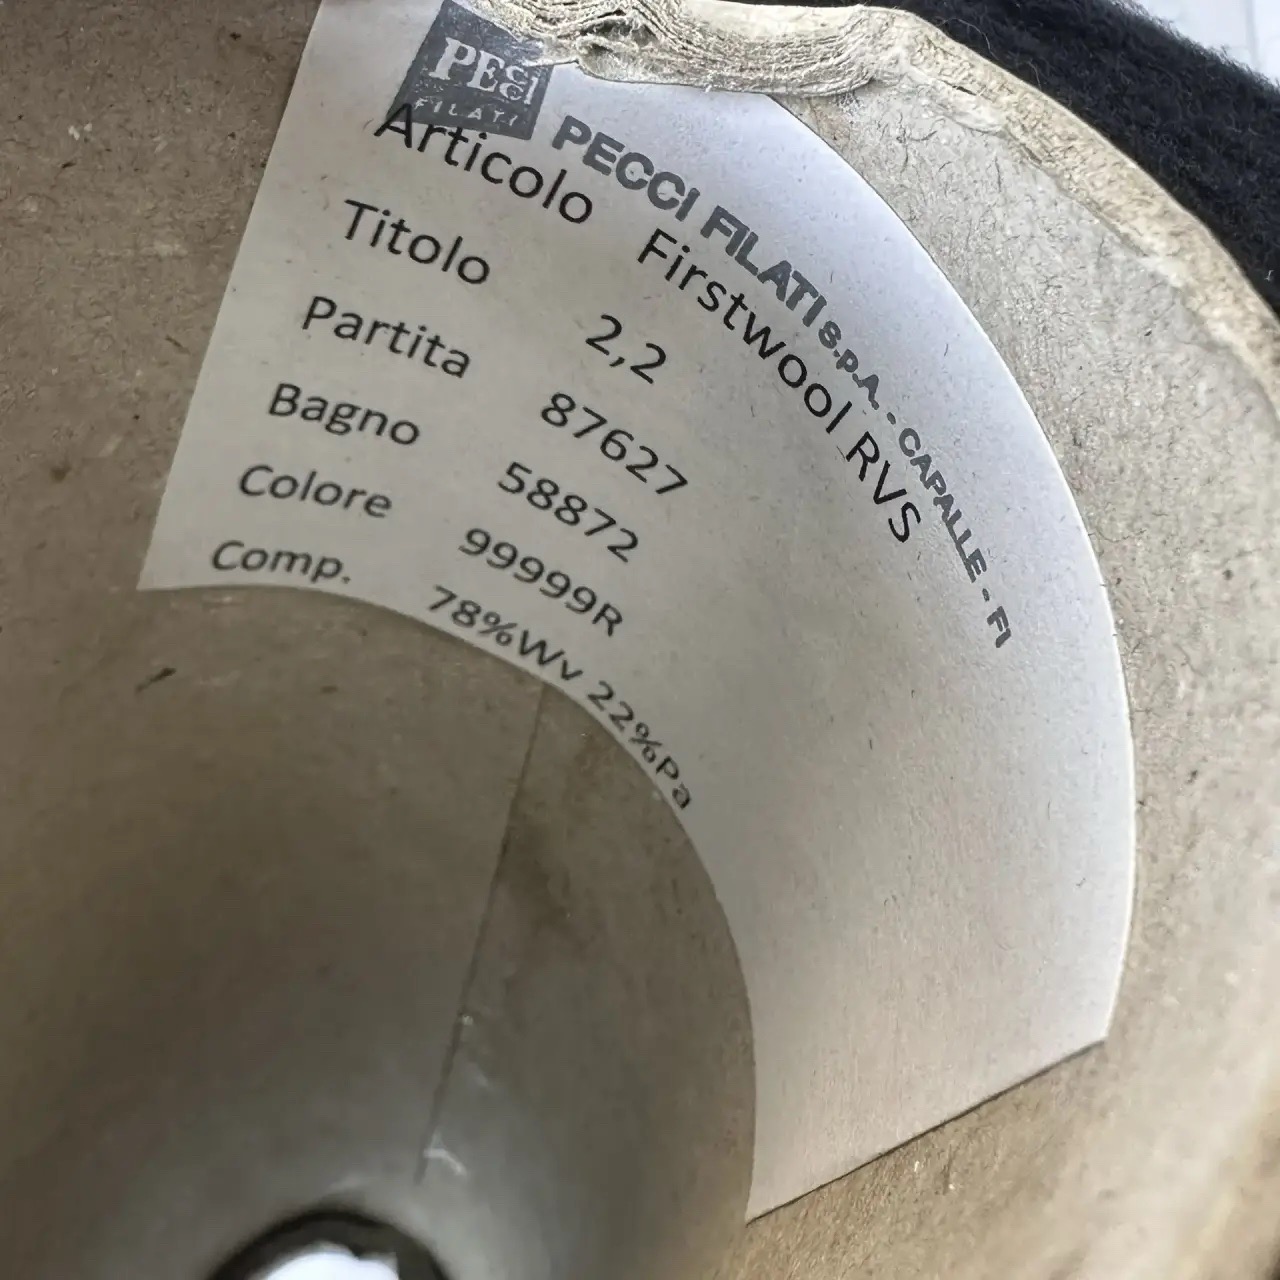 PECCI
FILATI
PECCI FILATI S.p.A. - CAPALLE - FI
Articolo Firstwool RVS
Titolo 2,2
Partita 87627
Bagno 58872
Colore 99999R
Comp. 78%Wv 22%Pa